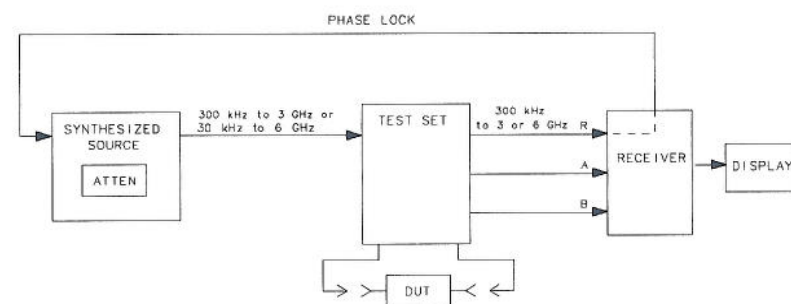 PHASE LOCK
300 kHz to 3 GHz or
30 kHz to 6 GHz
300 kHz
to 3 or 6 GHz
R
SYNTHESIZED
SOURCE
ATTEN
TEST SET
A
B
RECEIVER
DISPLAY
DUT